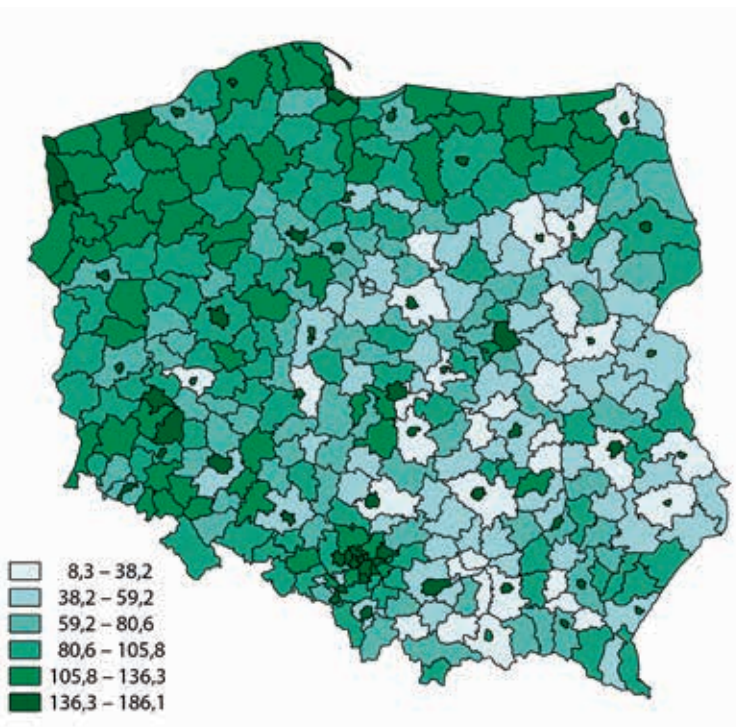 8,3 – 38,2
38,2 – 59,2
59,2 – 80,6
80,6 – 105,8
105,8 – 136,3
136,3 – 186,1